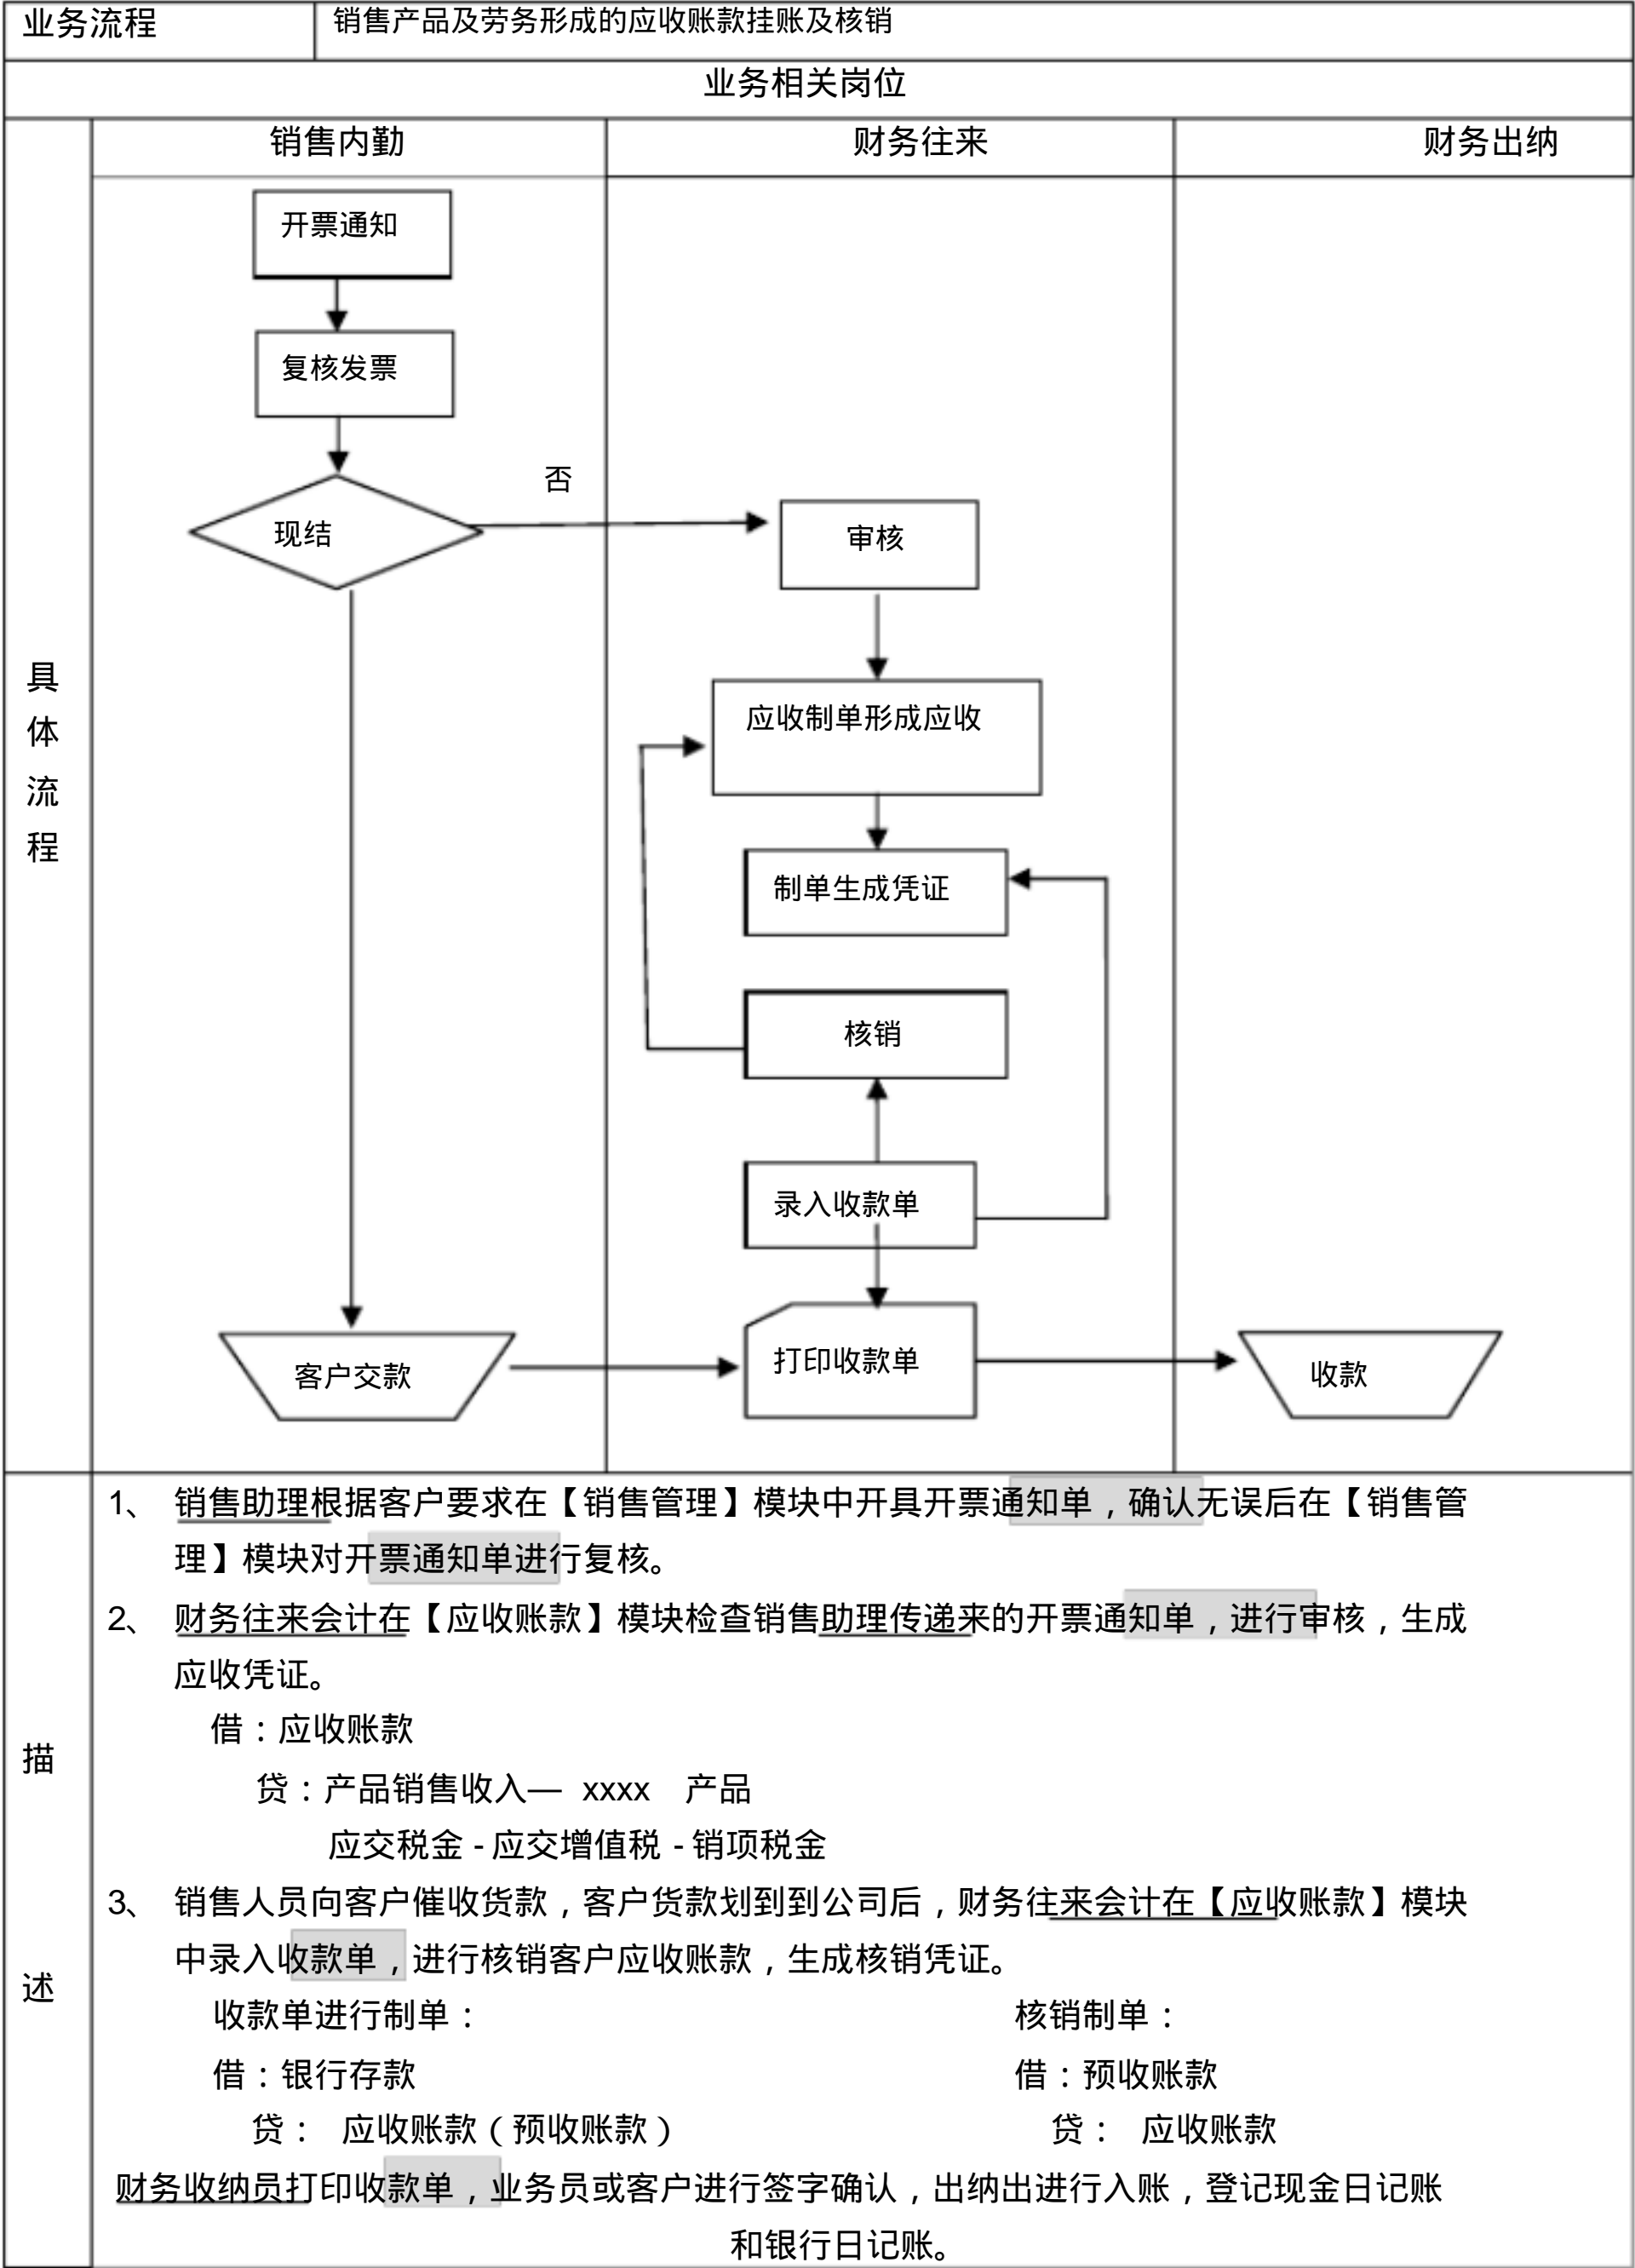 业务流程
销售产品及劳务形成的应收账款挂账及核销
业务相关岗位
销售内勤
财务往来
财务出纳
具
体
流
程
开票通知
复核发票
现结
否
审核
应收制单形成应收
制单生成凭证
核销
录入收款单
客户交款
打印收款单
收款
描
述
1、 销售助理根据客户要求在【销售管理】模块中开具开票通知单，确认无误后在【销售管
理】模块对开票通知单进行复核。
2、 财务往来会计在【应收账款】模块检查销售助理传递来的开票通知单，进行审核，生成
应收凭证。
借：应收账款
贷：产品销售收入— xxxx 产品
应交税金 - 应交增值税 - 销项税金
3、 销售人员向客户催收货款，客户货款划到到公司后，财务往来会计在【应收账款】模块
中录入收款单，进行核销客户应收账款，生成核销凭证。
收款单进行制单： 核销制单：
借：银行存款 借：预收账款
贷： 应收账款（预收账款） 贷： 应收账款
财务收纳员打印收款单，业务员或客户进行签字确认，出纳出进行入账，登记现金日记账
和银行日记账。